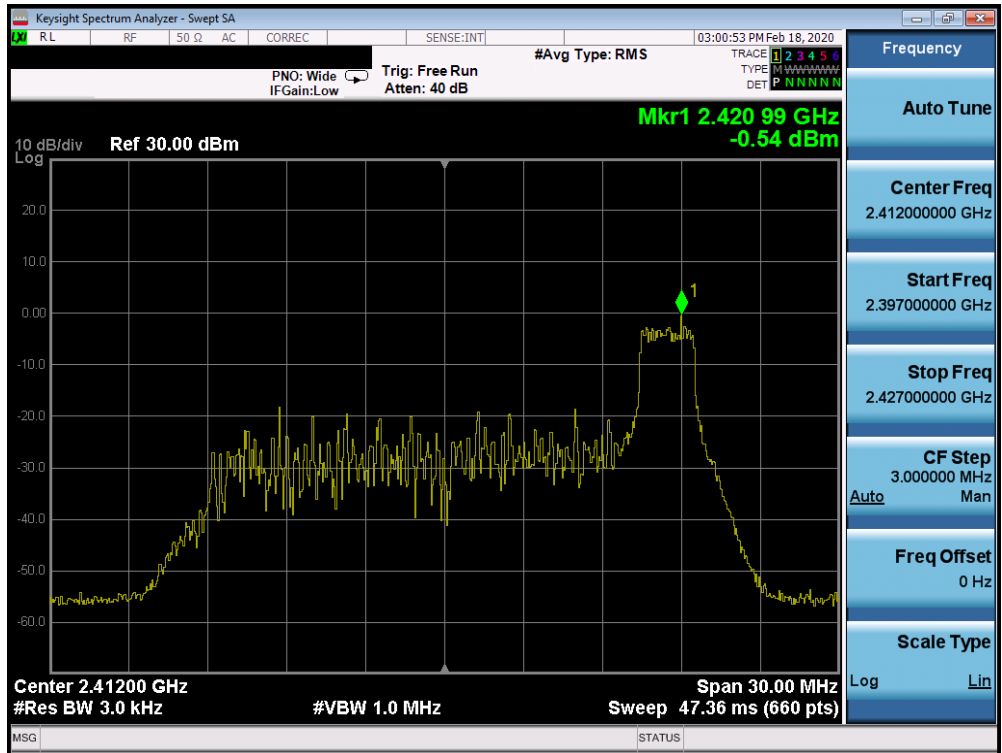 Keysight Spectrum Analyzer - Swept SA
LXI RL RF 50 Ω AC CORREC SENSE:INT 03:00:53 PM Feb 18, 2020
#Avg Type: RMS TRACE 1 2 3 4 5 6
PNO: Wide Trig: Free Run TYPE M W W W W W
IFGain:Low Atten: 40 dB DET P N N N N N
Mkr1 2.420 99 GHz
-0.54 dBm
10 dB/div Ref 30.00 dBm
Log
20.0
10.0
1
0.00
-10.0
-20.0
-30.0
-40.0
-50.0
-60.0
Center 2.41200 GHz Span 30.00 MHz
#Res BW 3.0 kHz #VBW 1.0 MHz Sweep 47.36 ms (660 pts)
MSG STATUS
Frequency
Auto Tune
Center Freq
2.412000000 GHz
Start Freq
2.397000000 GHz
Stop Freq
2.427000000 GHz
CF Step
3.000000 MHz
Auto Man
Freq Offset
0 Hz
Scale Type
Log Lin